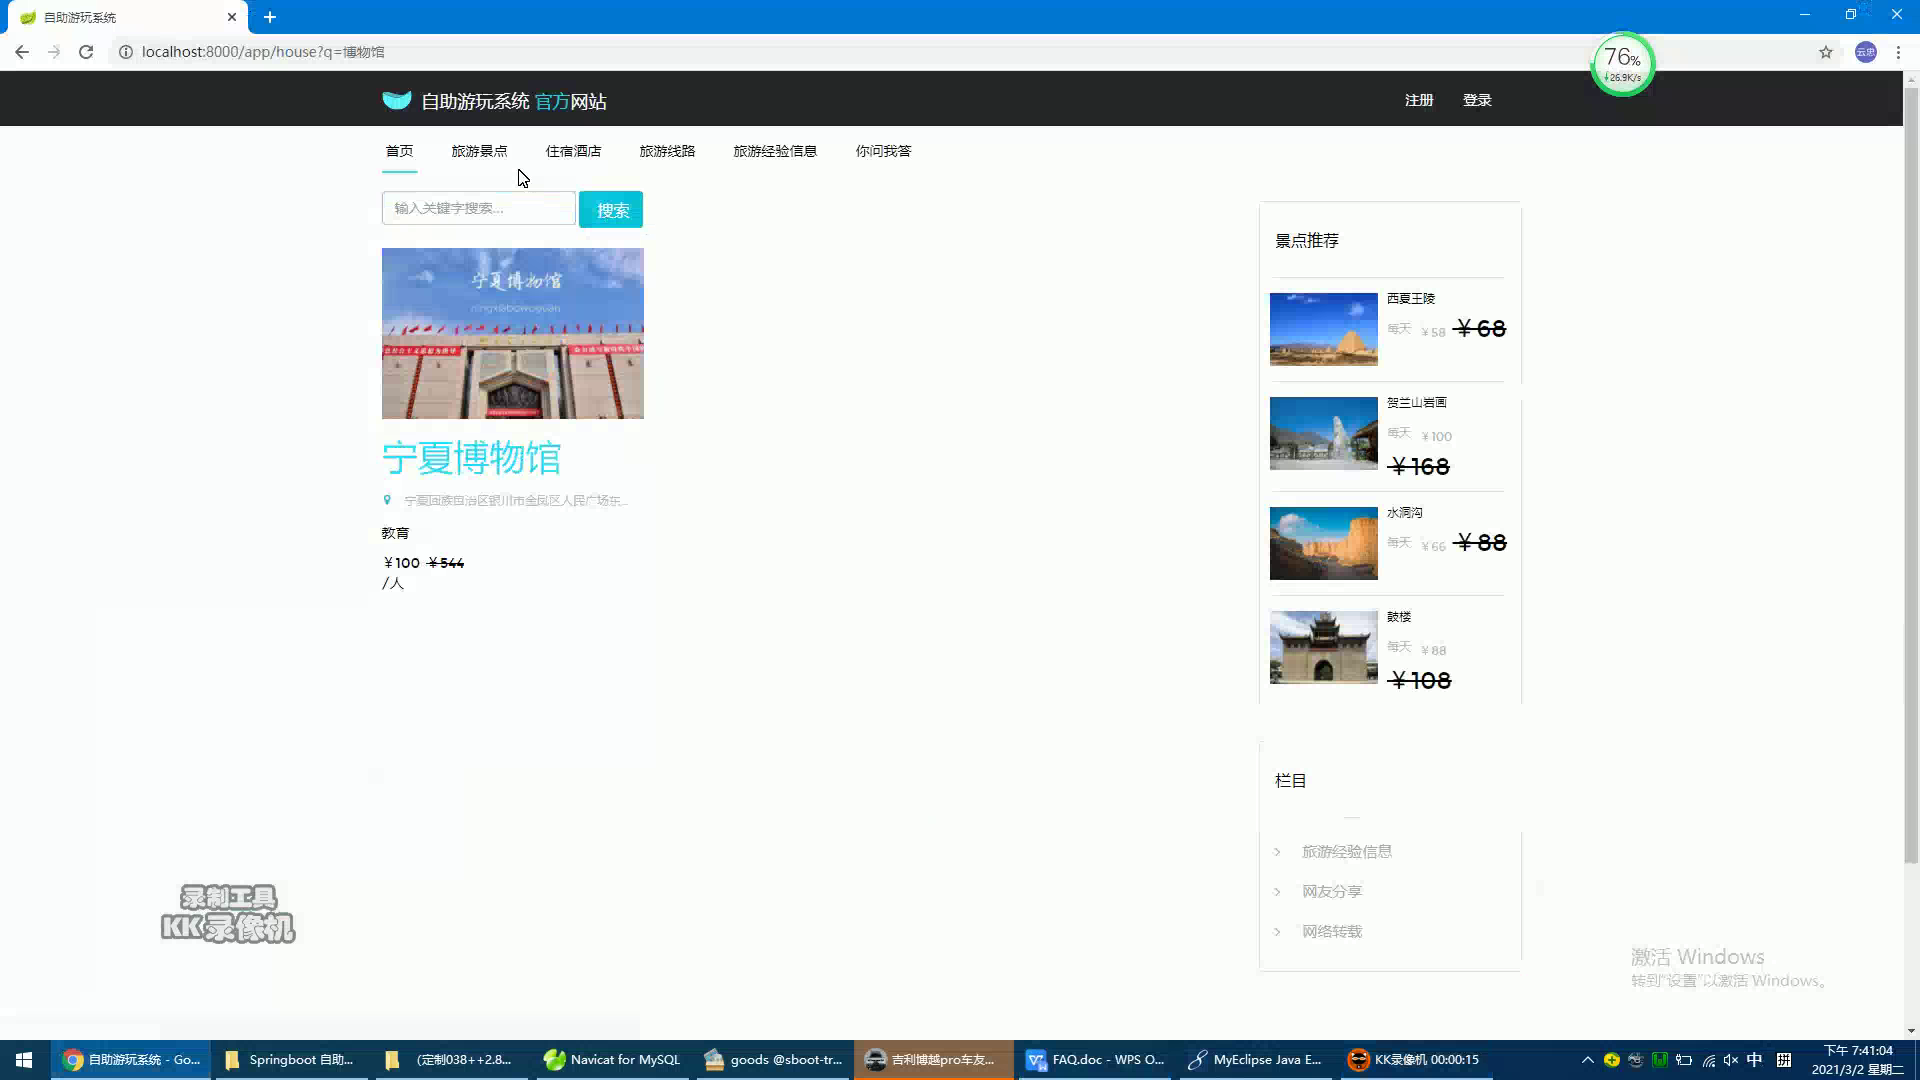 自助游玩系统
localhost:8000/app/house?q=博物馆
76%
26.9K/s
云思
自助游玩系统 官方网站
注册
登录
首页
旅游景点
住宿酒店
旅游线路
旅游经验信息
你问我答
输入关键字搜索...
搜索
宁夏博物馆
宁夏博物馆
宁夏回族自治区银川市金凤区人民广场东...
教育
¥100 ¥544
/人
景点推荐
西夏王陵
每天 ¥58 ¥68
贺兰山岩画
每天 ¥100
¥168
水洞沟
每天 ¥66 ¥88
鼓楼
每天 ¥88
¥108
栏目
旅游经验信息
网友分享
网络转载
录制工具
KK录像机
激活 Windows
转到"设置"以激活 Windows。
自助游玩系统 - Go...
Springboot 自助...
(定制038++2.8...
Navicat for MySQL
goods @sboot-tr...
吉利博越pro车友...
FAQ.doc - WPS O...
MyEclipse Java E...
KK录像机 00:00:15
中
拼
下午 7:41:04
2021/3/2 星期二